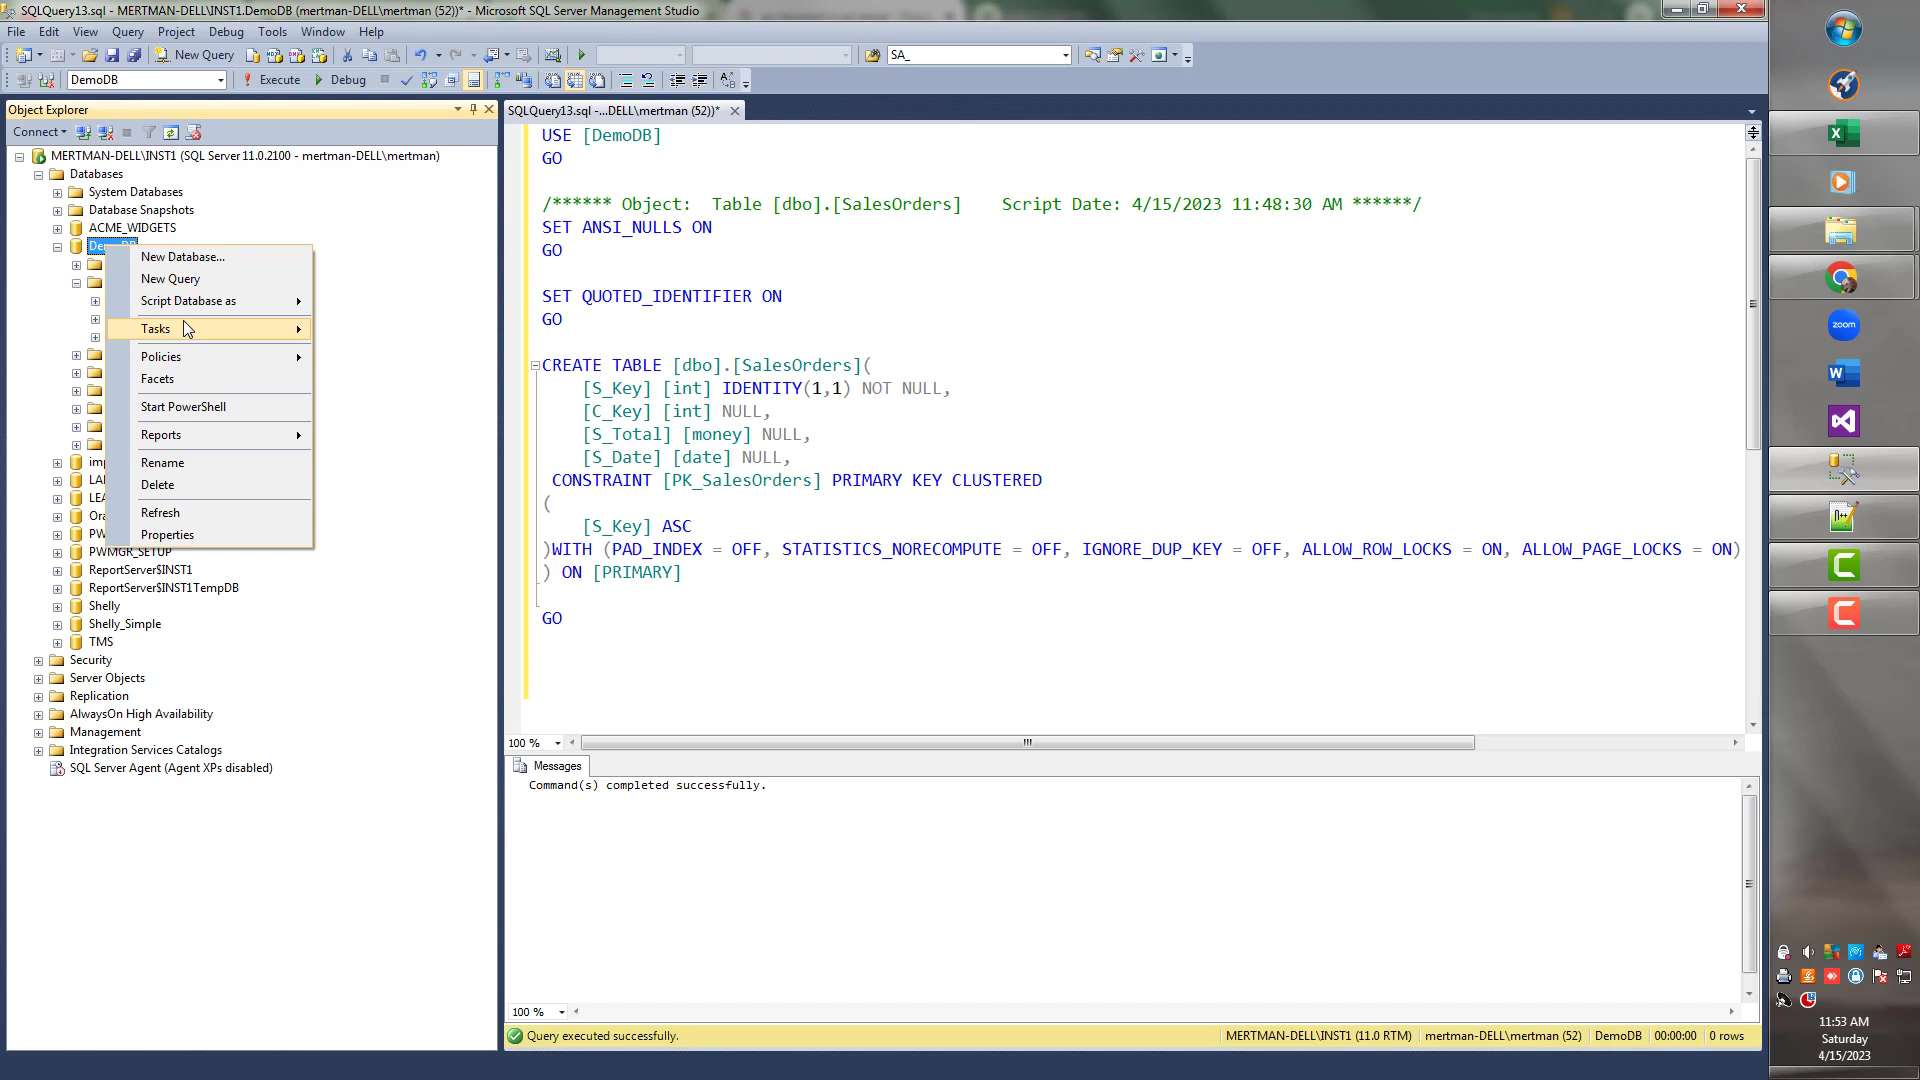 SQLQuery13.sql - MERTMAN-DELL\INST1.DemoDB (mertman-DELL\mertman (52))* - Microsoft SQL Server Management Studio
File Edit View Query Project Debug Tools Window Help
New Query SA_
DemoDB Execute Debug
Object Explorer
Connect
MERTMAN-DELL\INST1 (SQL Server 11.0.2100 - mertman-DELL\mertman)
Databases
System Databases
Database Snapshots
ACME_WIDGETS
New Database...
New Query
Script Database as
Tasks
Policies
Facets
Start PowerShell
Reports
Rename
Delete
Refresh
Properties
PWMGR_SETUP
ReportServer$INST1
ReportServer$INST1TempDB
Shelly
Shelly_Simple
TMS
Security
Server Objects
Replication
AlwaysOn High Availability
Management
Integration Services Catalogs
SQL Server Agent (Agent XPs disabled)
SQLQuery13.sql -...DELL\mertman (52))*
USE [DemoDB]
GO
/****** Object: Table [dbo].[SalesOrders] Script Date: 4/15/2023 11:48:30 AM ******/
SET ANSI_NULLS ON
GO
SET QUOTED_IDENTIFIER ON
GO
CREATE TABLE [dbo].[SalesOrders](
[S_Key] [int] IDENTITY(1,1) NOT NULL,
[C_Key] [int] NULL,
[S_Total] [money] NULL,
[S_Date] [date] NULL,
CONSTRAINT [PK_SalesOrders] PRIMARY KEY CLUSTERED
(
[S_Key] ASC
)WITH (PAD_INDEX = OFF, STATISTICS_NORECOMPUTE = OFF, IGNORE_DUP_KEY = OFF, ALLOW_ROW_LOCKS = ON, ALLOW_PAGE_LOCKS = ON)
) ON [PRIMARY]
GO
100 %
Messages
Command(s) completed successfully.
100 %
Query executed successfully. MERTMAN-DELL\INST1 (11.0 RTM) mertman-DELL\mertman (52) DemoDB 00:00:00 0 rows
zoom
11:53 AM
Saturday
4/15/2023